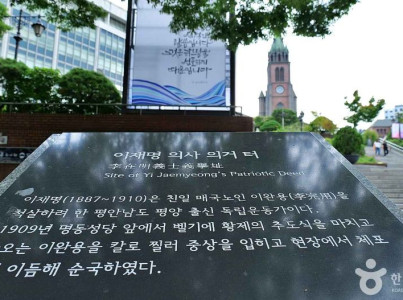 이재명 의사 의거 터
李在明義士義擧址
Site of Yi Jaemyeong's Patriotic Deed
이재명(1887~1910)은 친일 매국노인 이완용(李完用)을
척살하려 한 평안남도 평양 출신 독립운동가이다.
1909년 명동성당 앞에서 벨기에 황제의 추도식을 마치고
오는 이완용을 칼로 찔러 중상을 입히고 현장에서 체포
이듬해 순국하였다.